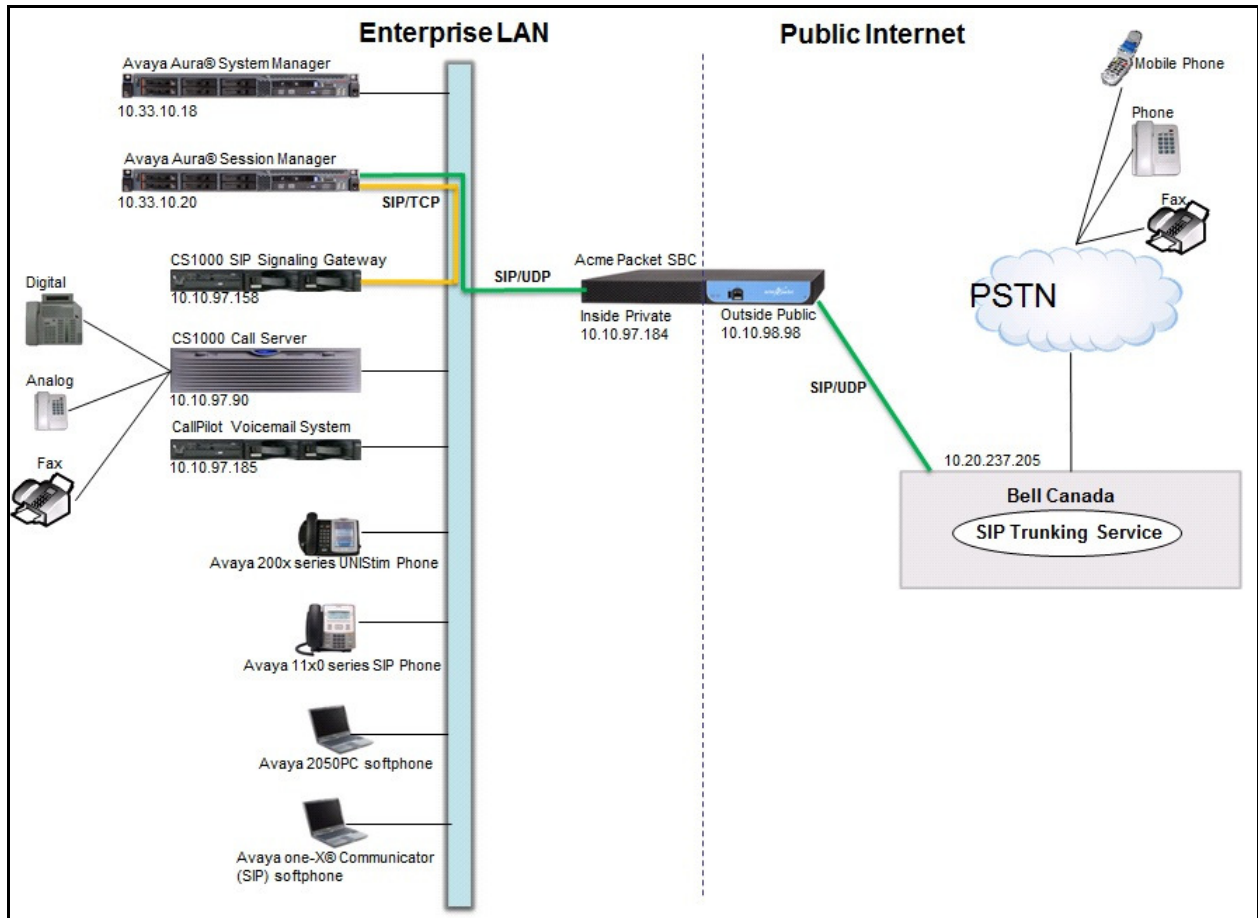 Enterprise LAN
Public Internet
Avaya Aura® System Manager
10.33.10.18
Avaya Aura® Session Manager
10.33.10.20
SIP/TCP
CS1000 SIP Signaling Gateway
10.10.97.158
Digital
CS1000 Call Server
10.10.97.90
Analog
CallPilot Voicemail System
10.10.97.185
Fax
Avaya 200x series UNIStim Phone
Avaya 11x0 series SIP Phone
Avaya 2050PC softphone
Avaya one-X® Communicator
(SIP) softphone
SIP/UDP
Acme Packet SBC
Inside Private
10.10.97.184
Outside Public
10.10.98.98
SIP/UDP
Mobile Phone
Phone
Fax
PSTN
10.20.237.205
Bell Canada
SIP Trunking Service